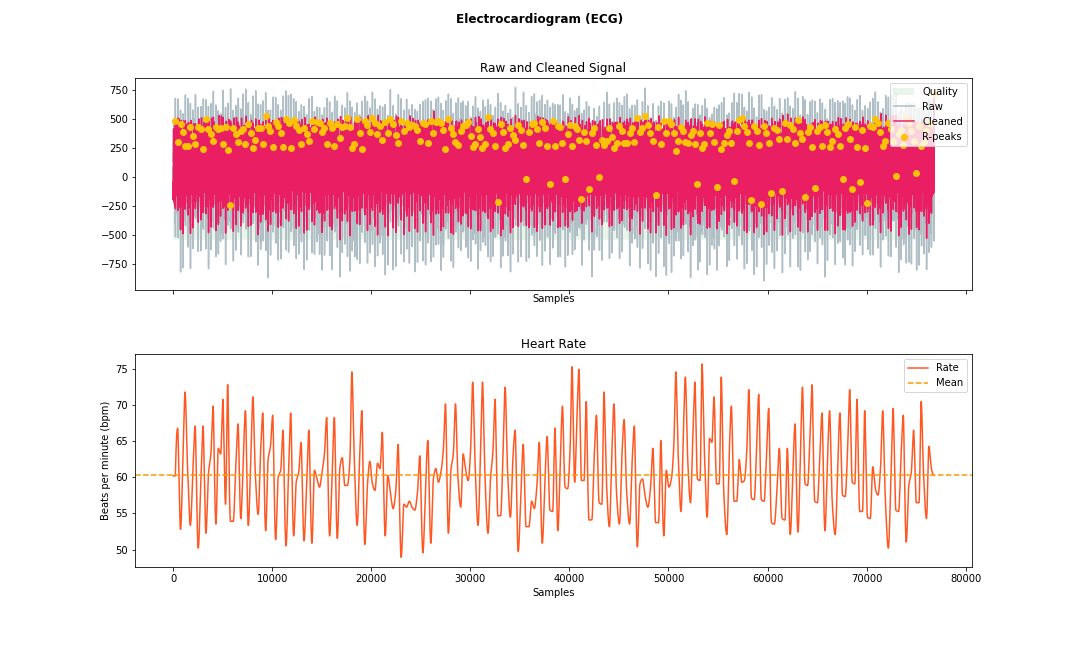 Electrocardiogram (ECG)
Raw and Cleaned Signal
750
500
250
0
−250
−500
−750
Quality
Raw
Cleaned
R-peaks
Samples
Heart Rate
Beats per minute (bpm)
75
70
65
60
55
50
Rate
Mean
0 10000 20000 30000 40000 50000 60000 70000 80000
Samples